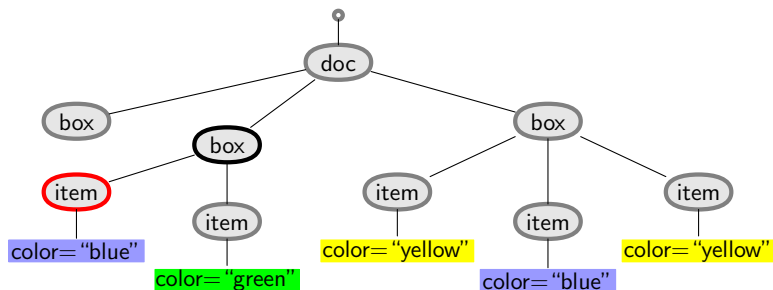 doc
box
box
box
item
item
item
item
item
color=“blue”
color=“green”
color=“yellow”
color=“blue”
color=“yellow”